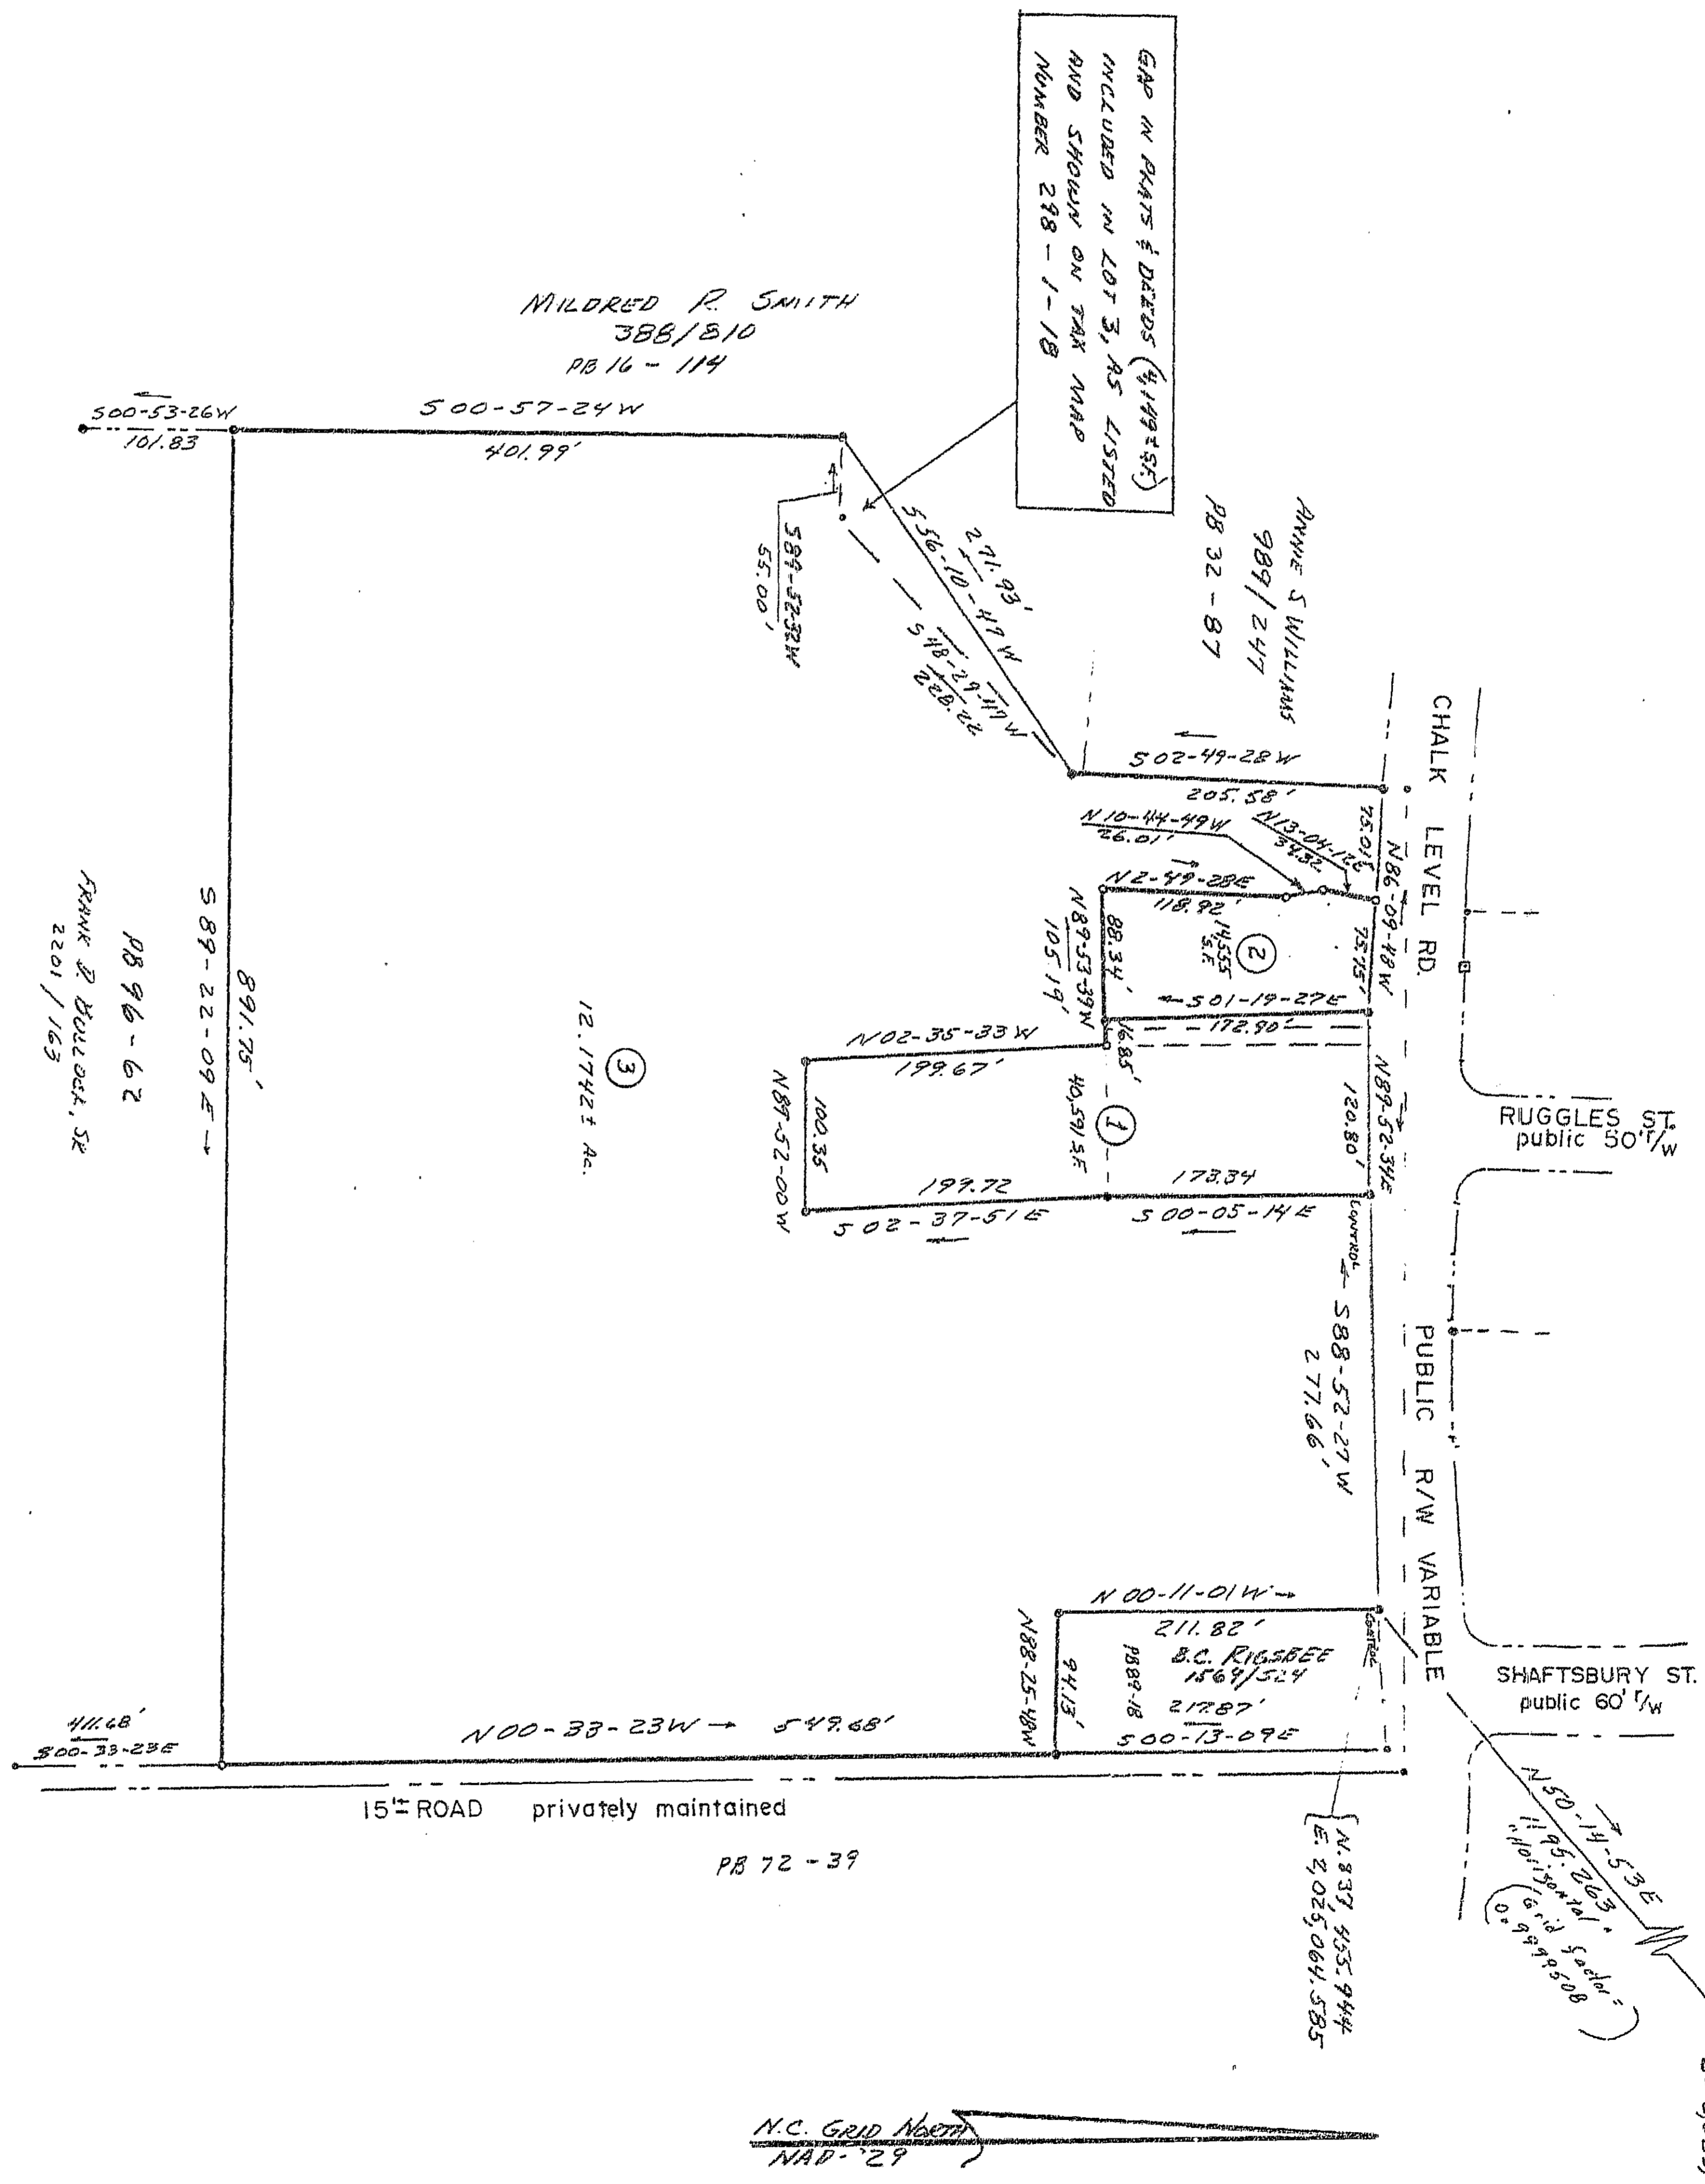 GAP IN PLATS & DEEDS (4,149± S.F.)
INCLUDED IN LOT 3, AS LISTED
AND SHOWN ON TAX MAP
NUMBER 298-1-18
MILDRED R. SMITH
388/810
PB 16 - 114
S00-53-26W
101.83
S 00-57-24 W
401.99'
S89-52-32W
55.00'
271.93'
S56-10-47W
S48-29-47W
228.22
ANNIE S WILLIAMS
989/247
PB 32-87
CHALK LEVEL RD.
PUBLIC R/W VARIABLE
S02-49-28W
205.58'
N10-44-49W
26.01'
N13-04-12E
34.32
75.01'
N86-09-48W
75.75'
N2-49-28E
118.92'
88.34'
N89-53-39W
105.19'
14,555
S.F.
2
S01-19-27E
172.90
16.85'
N02-35-33W
199.67'
100.35
N89-52-00W
40,591 S.F.
1
N89-52-34E
120.80'
199.72
S02-37-51E
173.34
S00-05-14E
CONTROL
RUGGLES ST.
public 50' r/w
S88-52-27W
277.66'
3
12.1742± Ac.
891.75'
S89-22-09E
PB 96-62
FRANK D BULLOCK, SR
2201/163
N00-11-01W
211.82'
B.C. RIGSBEE
1569/524
PB89-18
94.13'
N88-25-48W
217.87'
S00-13-09E
CONTROL
SHAFTSBURY ST.
public 60' r/w
411.68'
S00-33-23E
N00-33-23W 549.68'
15'± ROAD privately maintained
PB 72-39
N. 837,455.944
E. 2,025,064.585
N50-14-53E
1195.263
"Horizontal"
(Grid factor=
0.9999508)
N.C. GRID NORTH
NAD-'29